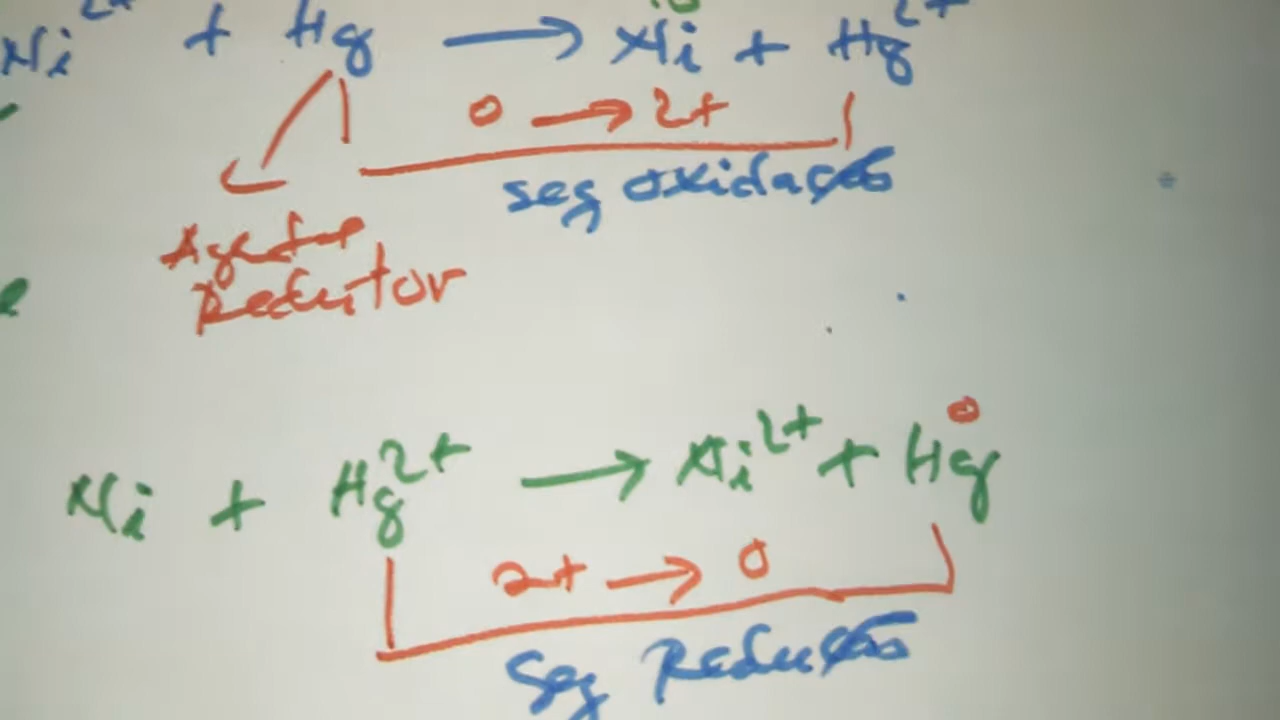 Ni²⁺ + Hg → Ni + Hg²⁺
0 → 2+
seg oxidação
Agente
Redutor
Ni + Hg²⁺ → Ni²⁺ + Hg⁰
2+ → 0
seg Redução